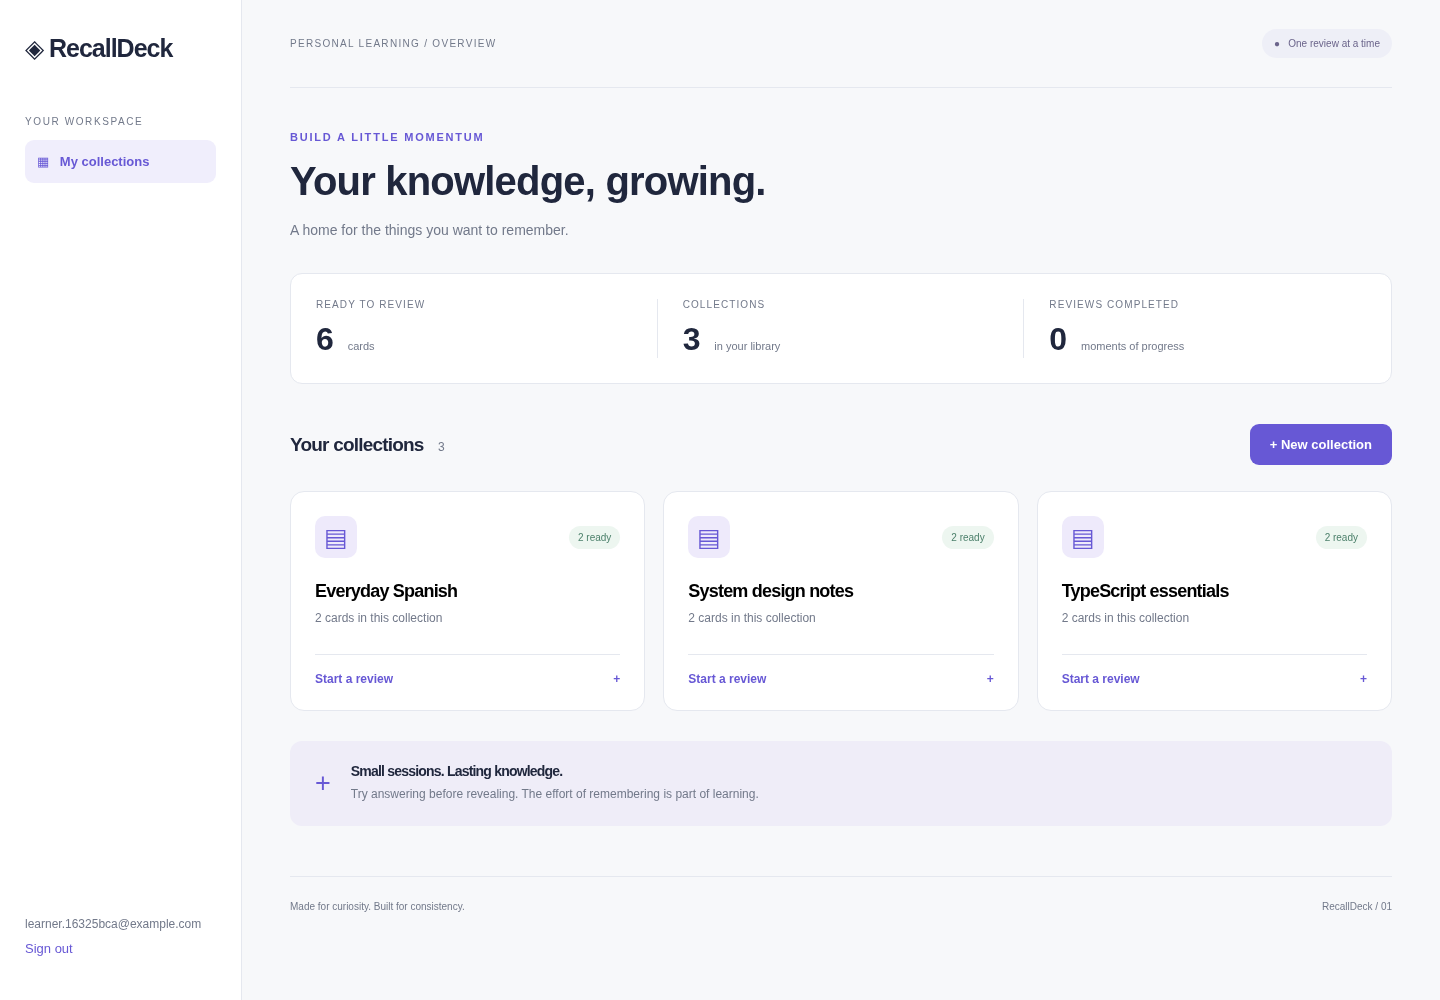 ◈ RecallDeck
YOUR WORKSPACE
▦ My collections
learner.16325bca@example.com
Sign out
PERSONAL LEARNING / OVERVIEW
● One review at a time
BUILD A LITTLE MOMENTUM
Your knowledge, growing.
A home for the things you want to remember.
READY TO REVIEW
6 cards
COLLECTIONS
3 in your library
REVIEWS COMPLETED
0 moments of progress
Your collections 3
+ New collection
▤ 2 ready
Everyday Spanish
2 cards in this collection
Start a review +
▤ 2 ready
System design notes
2 cards in this collection
Start a review +
▤ 2 ready
TypeScript essentials
2 cards in this collection
Start a review +
+
Small sessions. Lasting knowledge.
Try answering before revealing. The effort of remembering is part of learning.
Made for curiosity. Built for consistency.
RecallDeck / 01